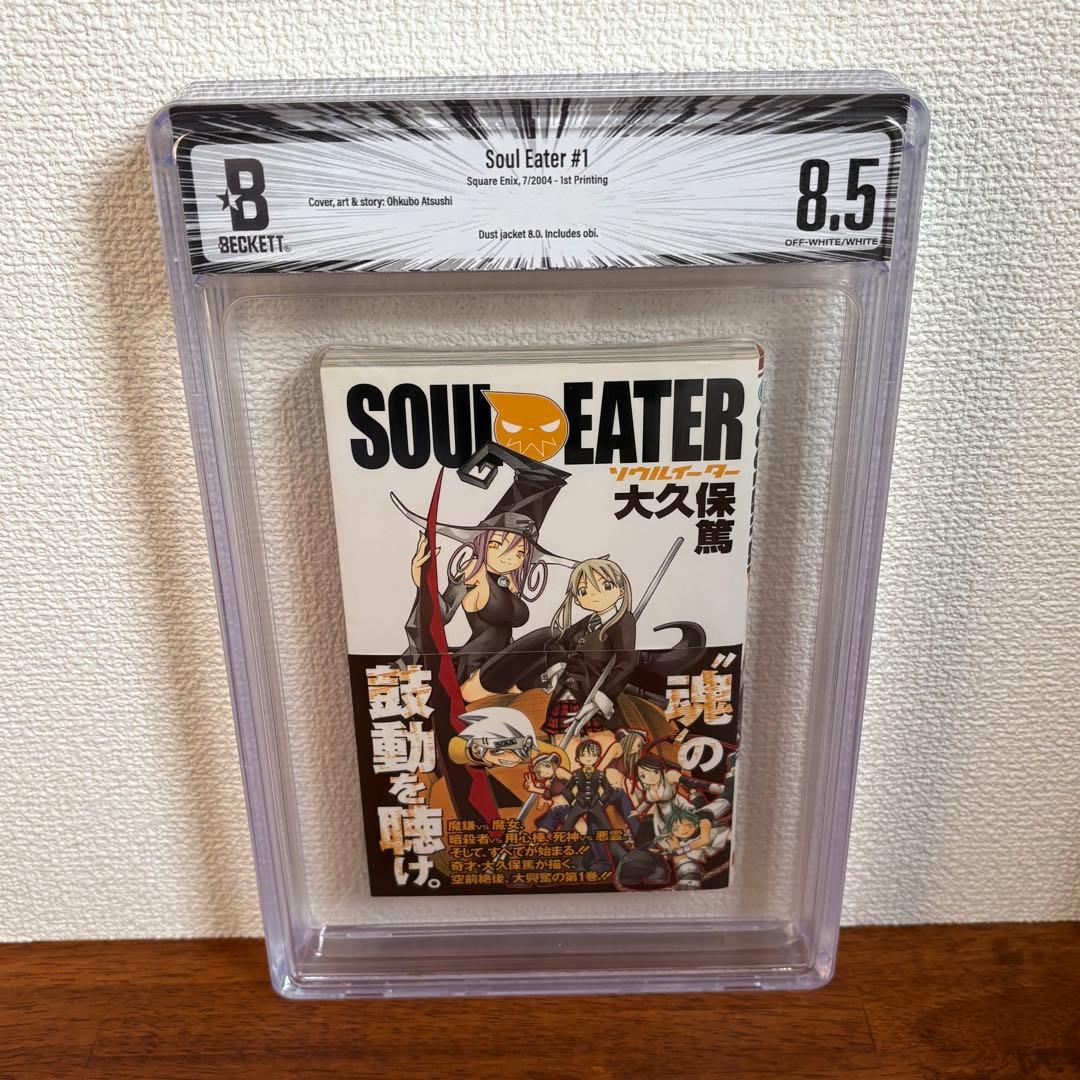 Soul Eater #1
Square Enix, 7/2004 - 1st Printing
Cover, art & story: Ohkubo Atsushi
Dust jacket 8.0. Includes obi.
B
BECKETT®
8.5
OFF-WHITE/WHITE
SOUL EATER
ソウルイーター
大久保
篤
“魂”の
鼓動を聴け。
SOUL
魔鎌vs魔女、
暗殺者vs用心棒、死神vs悪霊。
そして、すべてが始まる!!
奇才・大久保篤が描く、
空前絶後、大興奮の第1巻!!